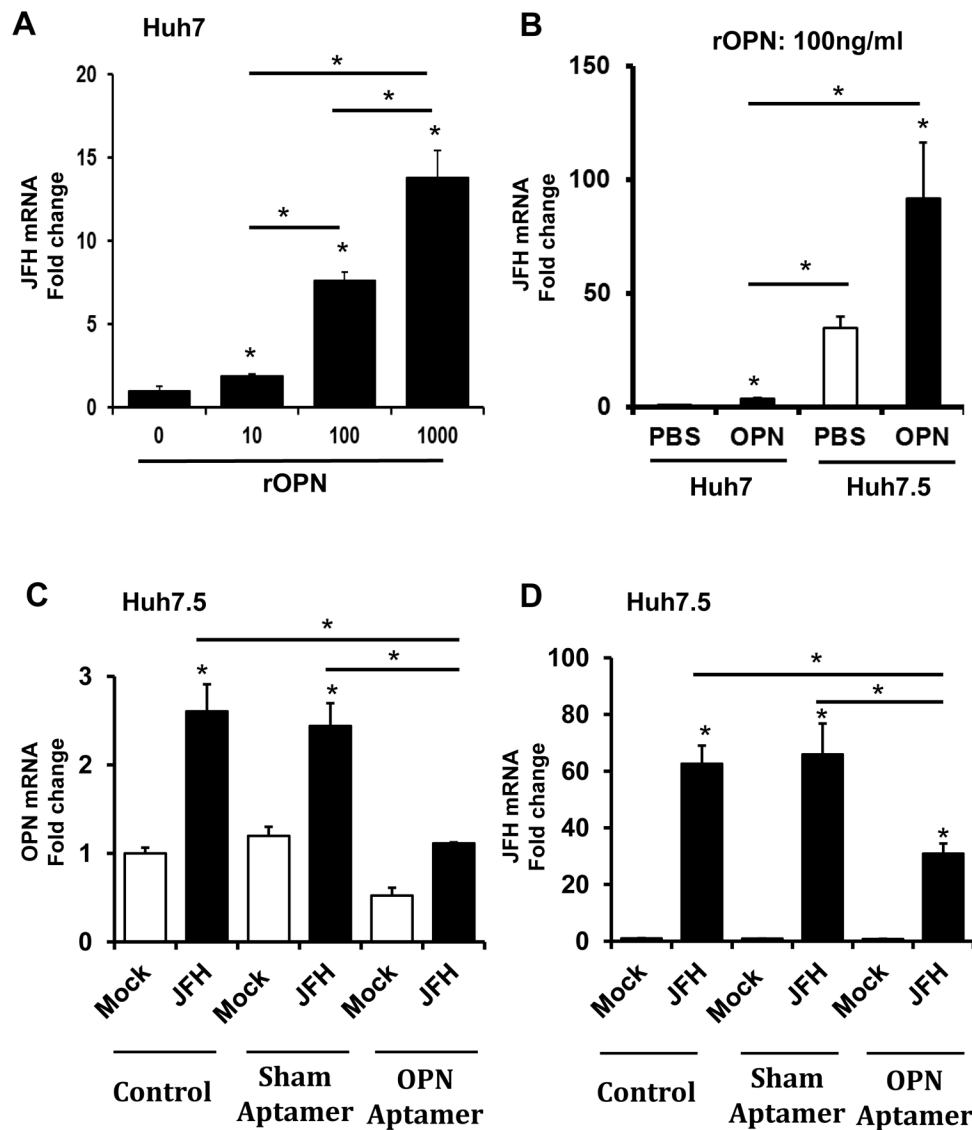 A
Huh7
JFH mRNA
Fold change
20
15
10
5
0
*
*
*
*
*
*
0 10 100 1000
rOPN
B
rOPN: 100ng/ml
JFH mRNA
Fold change
150
100
50
0
*
*
*
*
PBS OPN PBS OPN
Huh7 Huh7.5
C
Huh7.5
OPN mRNA
Fold change
3
2
1
0
*
*
*
*
Mock JFH Mock JFH Mock JFH
Control Sham OPN
Aptamer Aptamer
D
Huh7.5
JFH mRNA
Fold change
100
80
60
40
20
0
*
*
*
*
*
Mock JFH Mock JFH Mock JFH
Control Sham OPN
Aptamer Aptamer